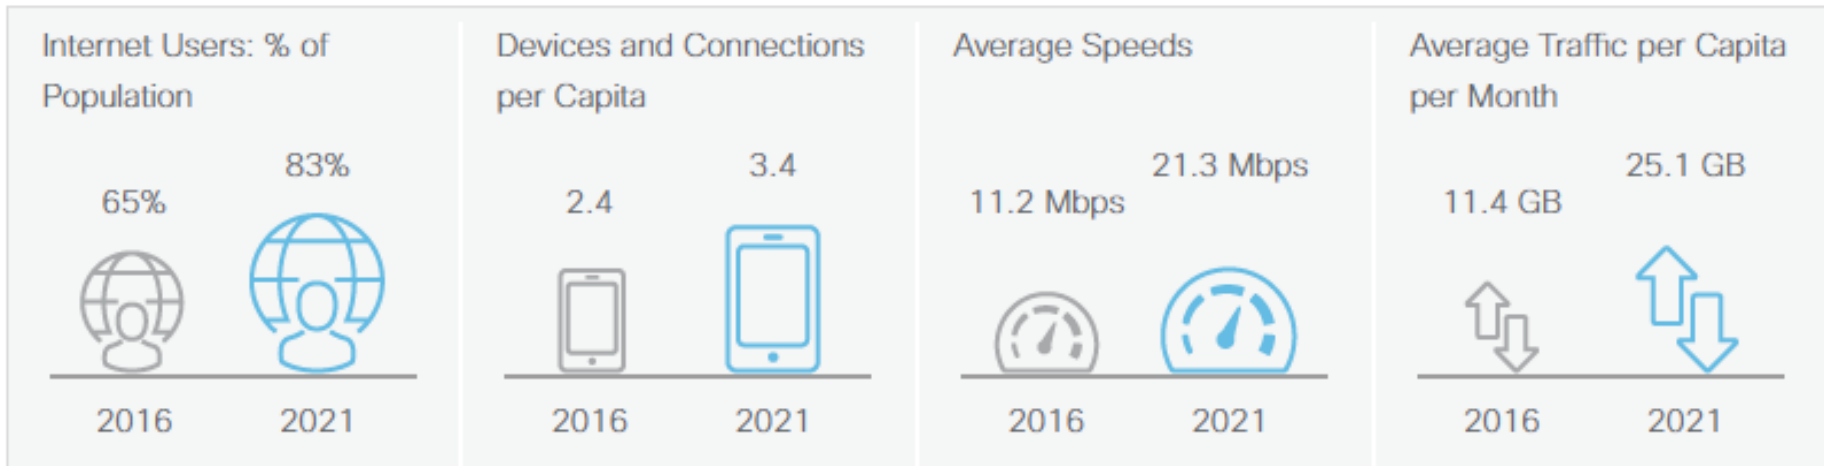 Internet Users: % of
Population
65%
83%
2016
2021
Devices and Connections
per Capita
2.4
3.4
2016
2021
Average Speeds
11.2 Mbps
21.3 Mbps
2016
2021
Average Traffic per Capita
per Month
11.4 GB
25.1 GB
2016
2021